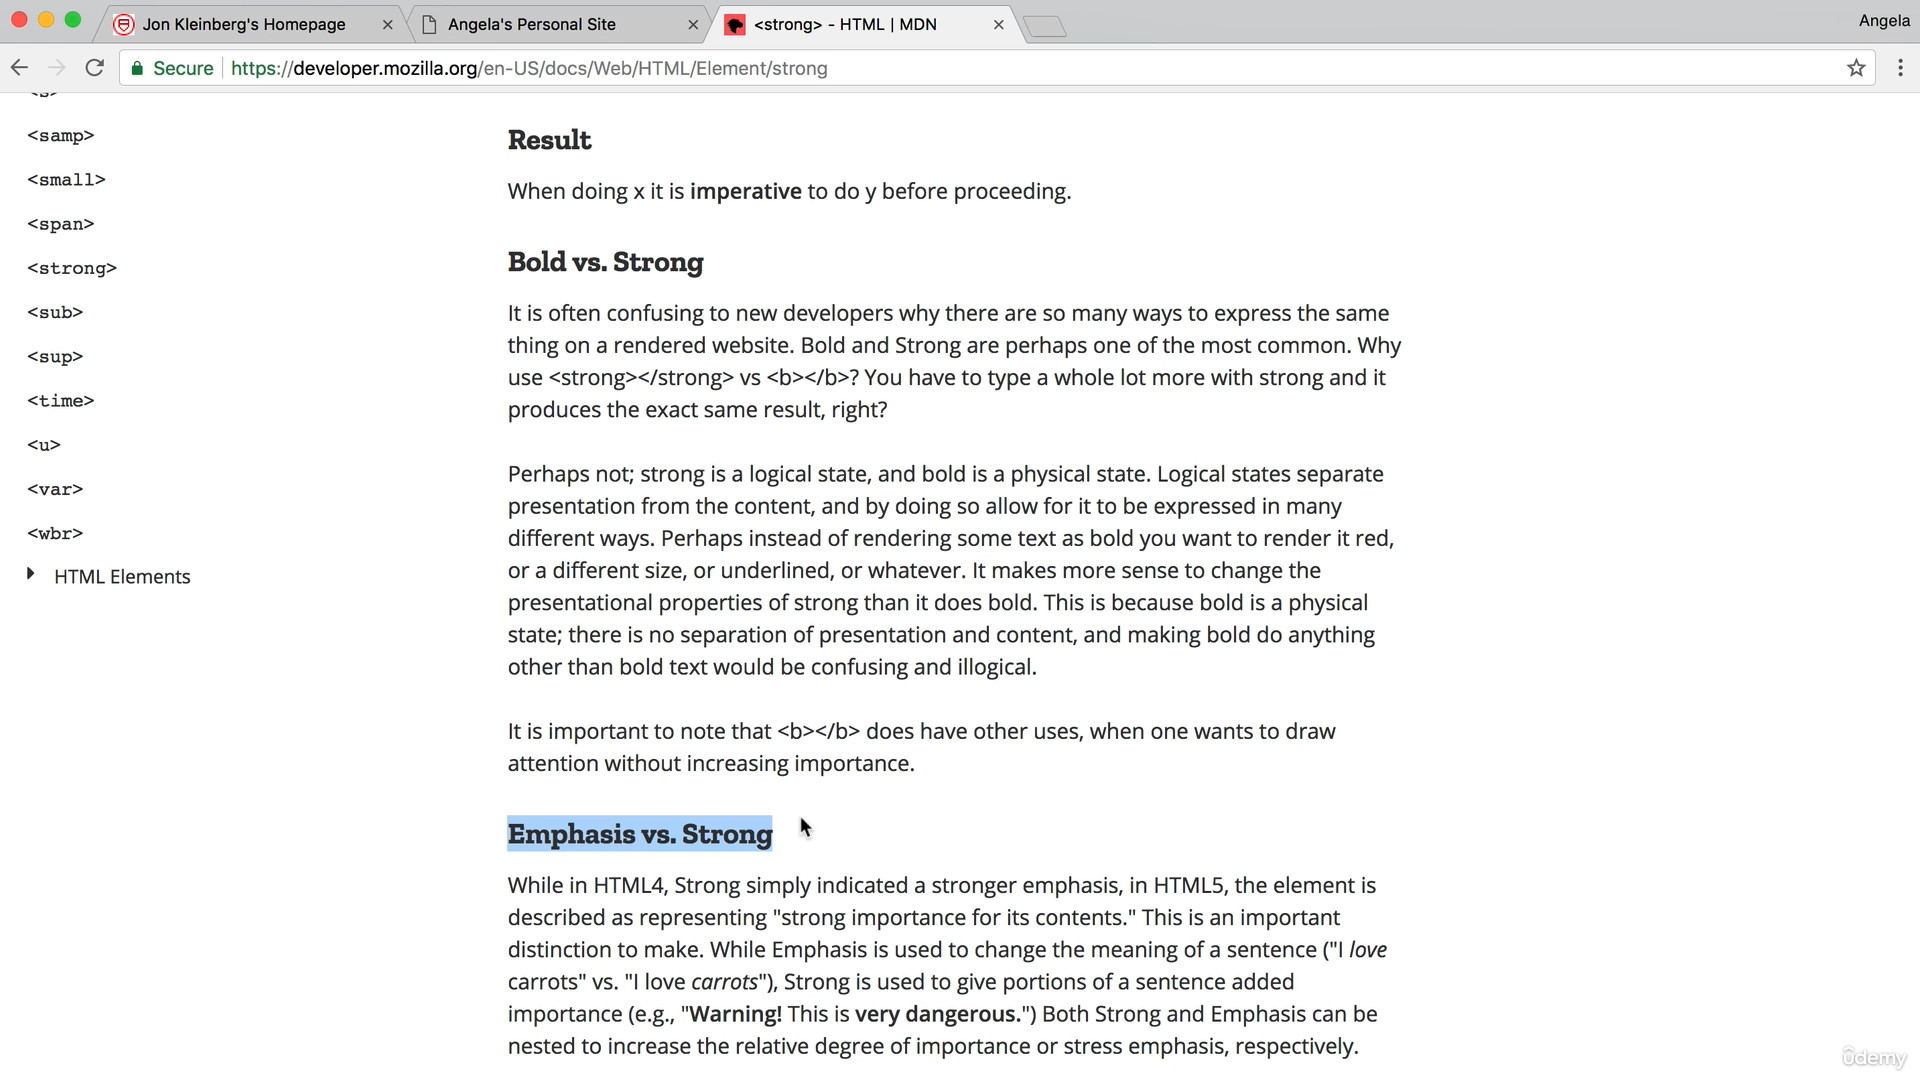 Jon Kleinberg's Homepage
Angela's Personal Site
<strong> - HTML | MDN
Angela
Secure
https://developer.mozilla.org/en-US/docs/Web/HTML/Element/strong
<s>
<samp>
<small>
<span>
<strong>
<sub>
<sup>
<time>
<u>
<var>
<wbr>
HTML Elements
Result
When doing x it is imperative to do y before proceeding.
Bold vs. Strong
It is often confusing to new developers why there are so many ways to express the same
thing on a rendered website. Bold and Strong are perhaps one of the most common. Why
use <strong></strong> vs <b></b>? You have to type a whole lot more with strong and it
produces the exact same result, right?
Perhaps not; strong is a logical state, and bold is a physical state. Logical states separate
presentation from the content, and by doing so allow for it to be expressed in many
different ways. Perhaps instead of rendering some text as bold you want to render it red,
or a different size, or underlined, or whatever. It makes more sense to change the
presentational properties of strong than it does bold. This is because bold is a physical
state; there is no separation of presentation and content, and making bold do anything
other than bold text would be confusing and illogical.
It is important to note that <b></b> does have other uses, when one wants to draw
attention without increasing importance.
Emphasis vs. Strong
While in HTML4, Strong simply indicated a stronger emphasis, in HTML5, the element is
described as representing "strong importance for its contents." This is an important
distinction to make. While Emphasis is used to change the meaning of a sentence ("I love
carrots" vs. "I love carrots"), Strong is used to give portions of a sentence added
importance (e.g., "Warning! This is very dangerous.") Both Strong and Emphasis can be
nested to increase the relative degree of importance or stress emphasis, respectively.
ûdemy